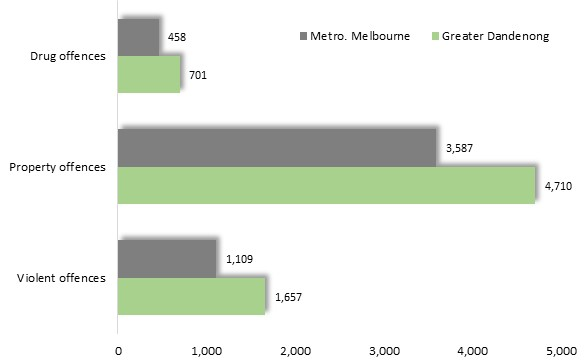 Metro. Melbourne Greater Dandenong
Drug offences
458
701
Property offences
3,587
4,710
Violent offences
1,109
1,657
0 1,000 2,000 3,000 4,000 5,000